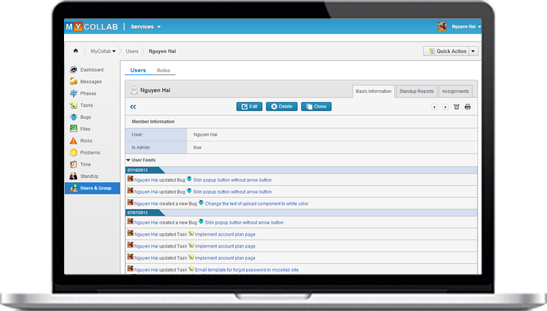 MYCOLLAB | Services
Nguyen Hai
MyCollab Users Nguyen Hai
Quick Action
Dashboard
Messages
Phases
Tasks
Bugs
Files
Risks
Problems
Time
StandUp
Users & Group
Users Roles
Nguyen Hai
Basic Information Standup Reports Assignments
Edit Delete Clone
Member Information
User: Nguyen Hai
Is Admin: true
User Feeds
07/10/2013
Nguyen Hai updated Bug Skin popup button without arrow button
Nguyen Hai updated Bug Skin popup button without arrow button
Nguyen Hai created a new Bug Change the text of upload component to white color
07/07/2013
Nguyen Hai created a new Bug Skin popup button without arrow button
Nguyen Hai updated Task Implement account plan page
Nguyen Hai updated Task Implement account plan page
Nguyen Hai updated Task Implement account plan page
Nguyen Hai updated Task Email template for forgot password in mycollab site